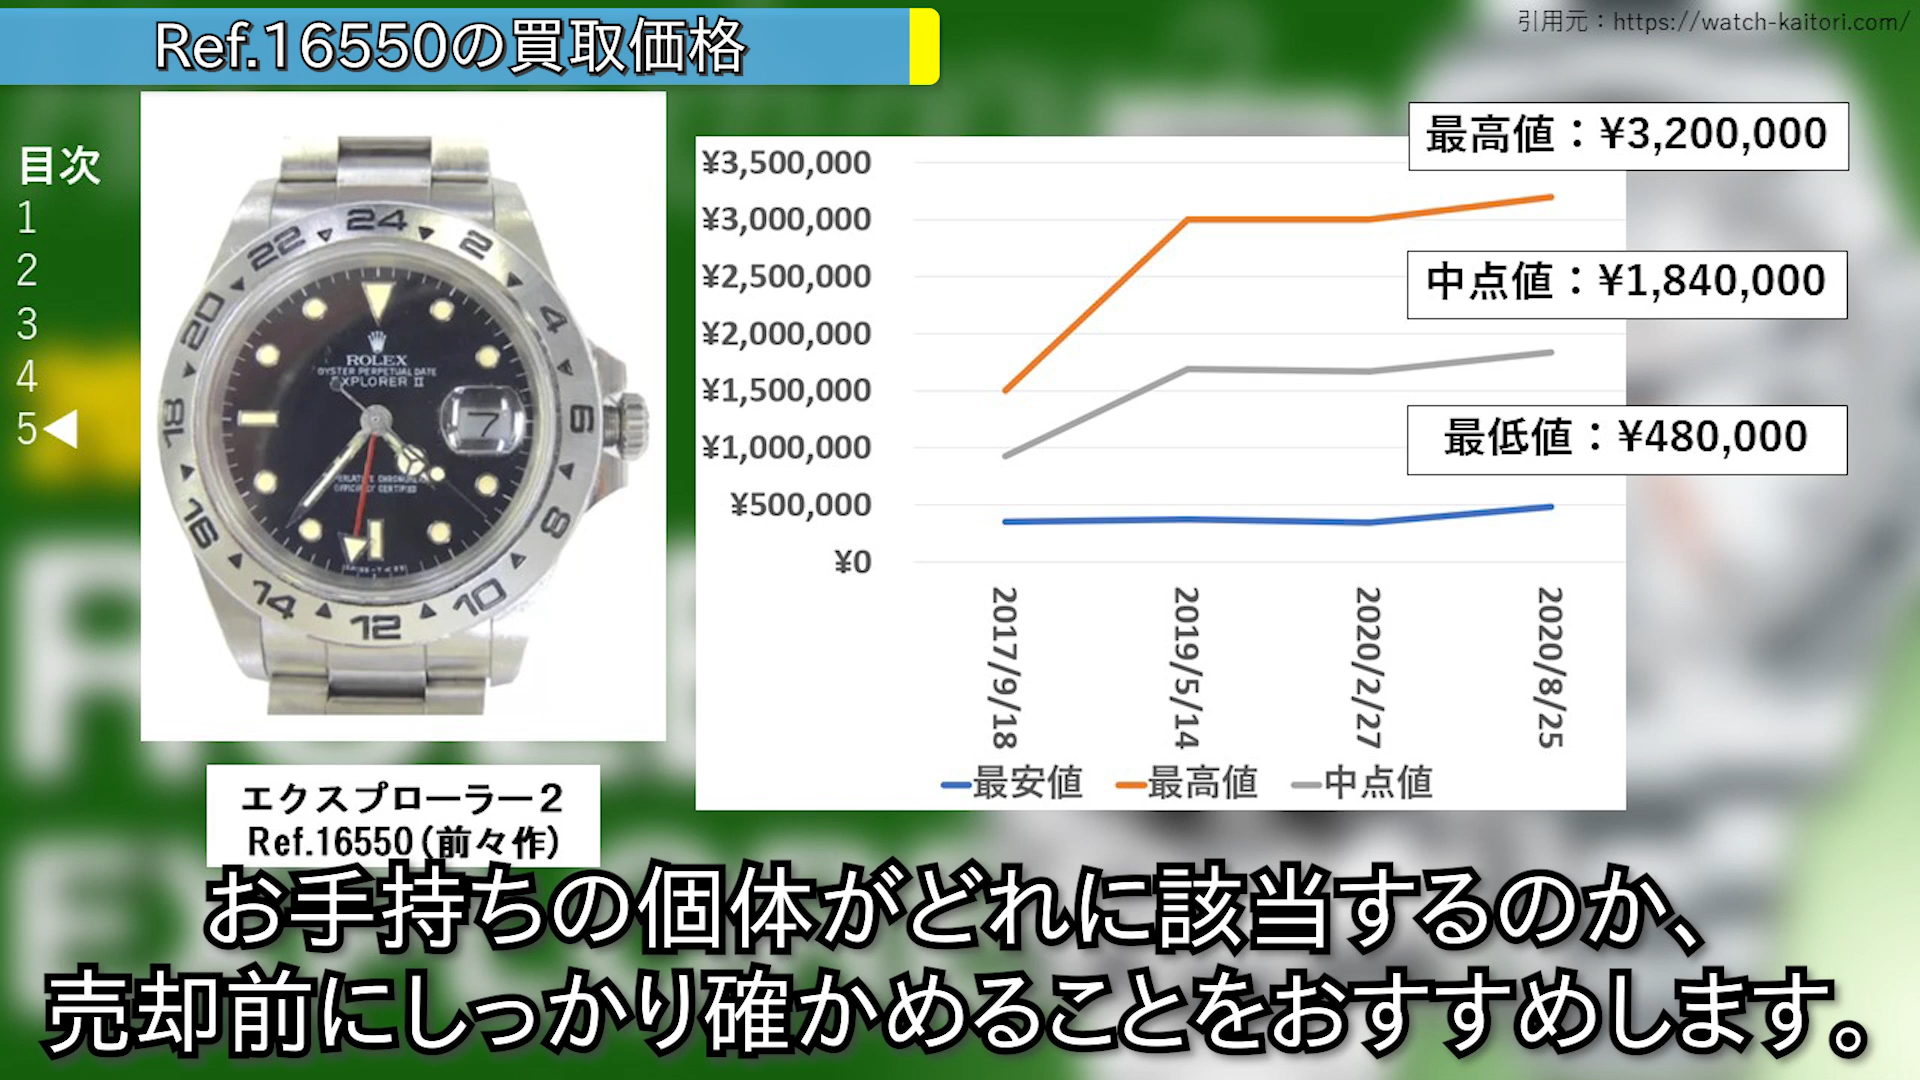 Ref.16550の買取価格
引用元：https://watch-kaitori.com/
目次
1
2
3
4
5◀
24
2
4
6
8
10
12
14
16
18
20
22
ROLEX
OYSTER PERPETUAL DATE
EXPLORER II
7
OFFICIALLY CERTIFIED
エクスプローラー２
Ref.16550（前々作）
¥3,500,000
¥3,000,000
¥2,500,000
¥2,000,000
¥1,500,000
¥1,000,000
¥500,000
¥0
最高値：¥3,200,000
中点値：¥1,840,000
最低値：¥480,000
2017/9/18
2019/5/14
2020/2/27
2020/8/25
最安値 最高値 中点値
お手持ちの個体がどれに該当するのか、
売却前にしっかり確かめることをおすすめします。